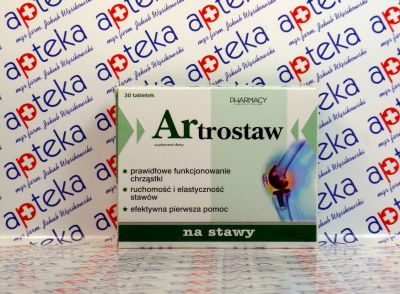 apteka
mgr farm. Jakub Więsikowski
30 tabletek
PHARMACY
Artrostaw
suplement diety
prawidłowe funkcjonowanie
chrząstki
ruchomość i elastyczność
stawów
efektywna pierwsza pomoc
na stawy